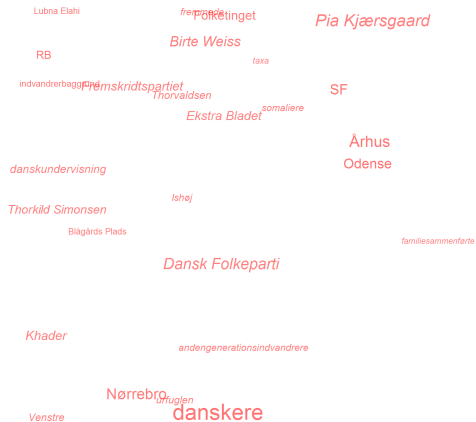 Lubna Elahi
fremmede
Folketinget
Pia Kjærsgaard
Birte Weiss
RB
taxa
indvandrerbaggrund
Fremskridtspartiet
SF
Thorvaldsen
somaliere
Ekstra Bladet
Århus
Odense
danskundervisning
Ishøj
Thorkild Simonsen
Blågårds Plads
familiesammenførte
Dansk Folkeparti
Khader
andengenerationsindvandrere
Nørrebro
urfuglen
danskere
Venstre